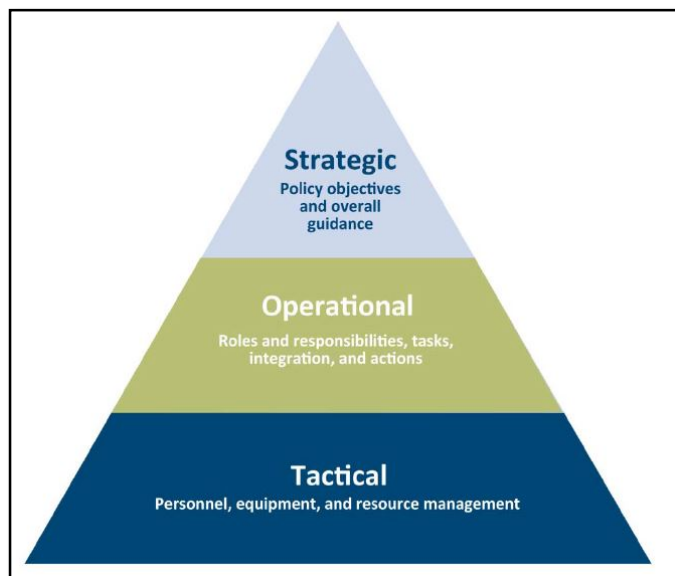 Strategic
Policy objectives
and overall
guidance
Operational
Roles and responsibilities, tasks,
integration, and actions
Tactical
Personnel, equipment, and resource management